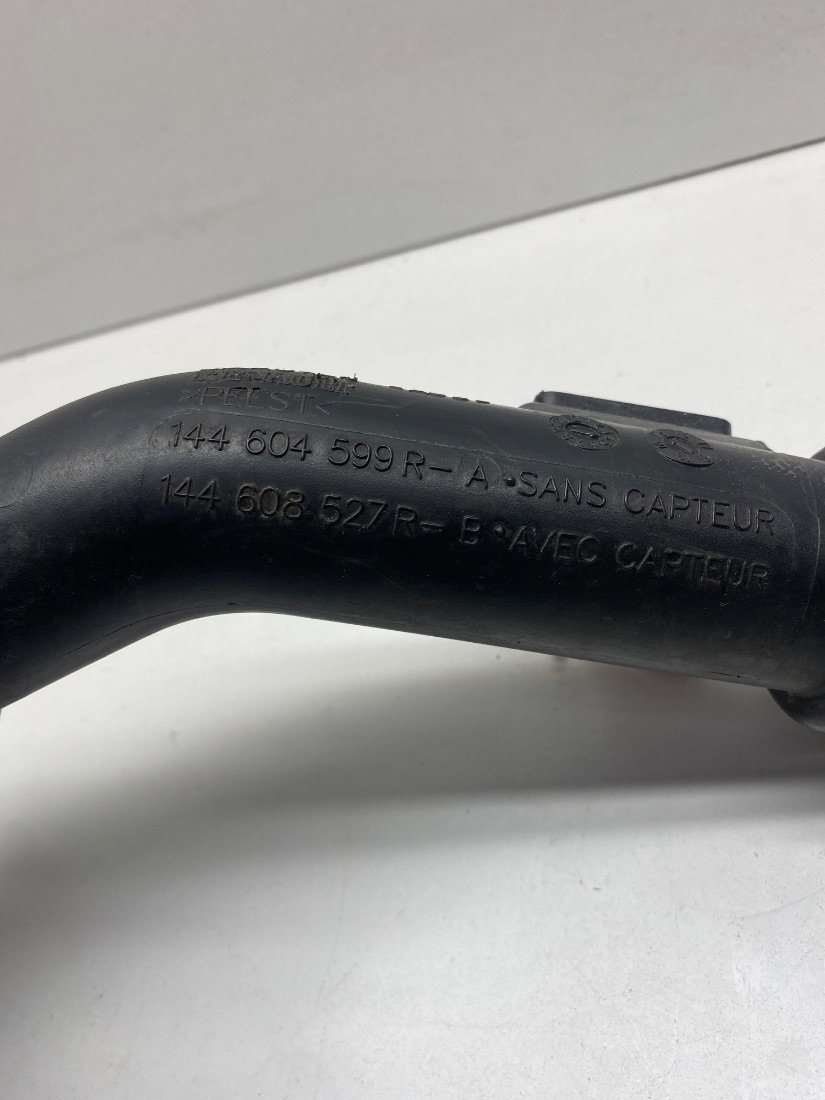 144 604 599 R-A • SANS CAPTEUR
144 608 527 R-B • AVEC CAPTEUR